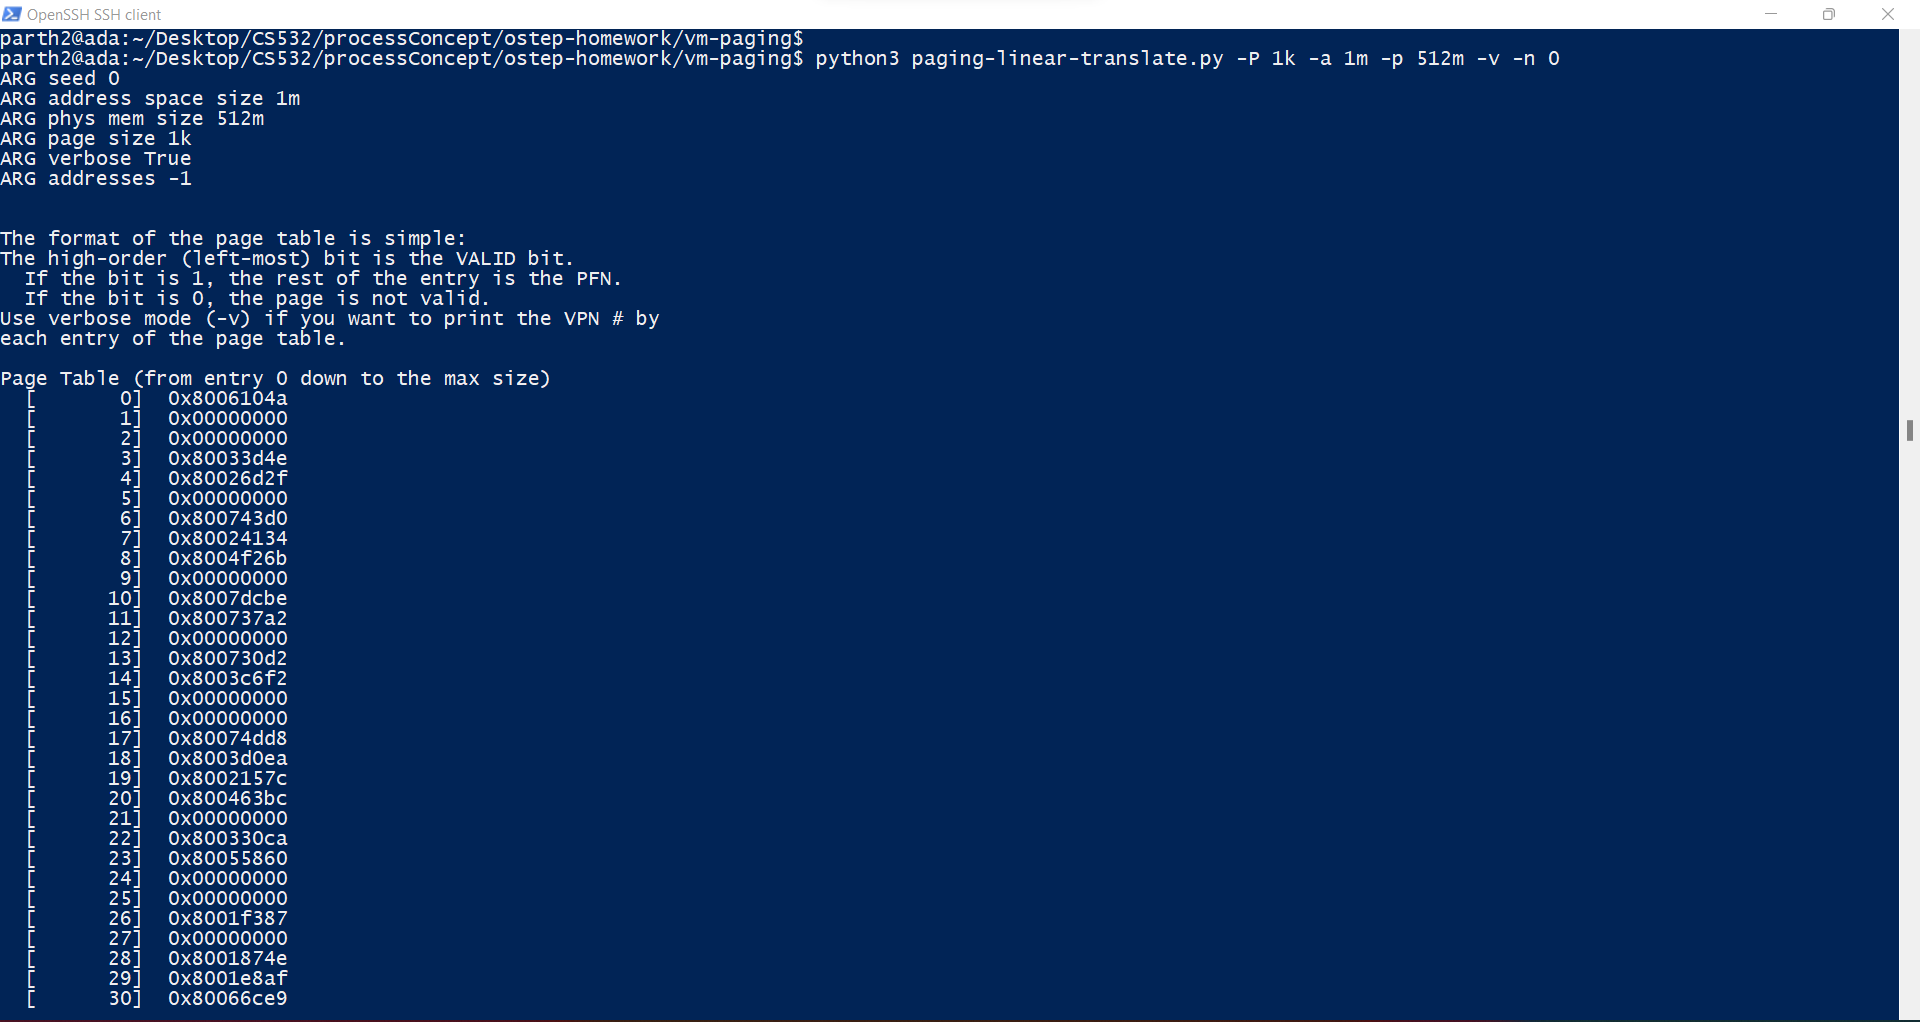 OpenSSH SSH client
parth2@ada:~/Desktop/CS532/processConcept/ostep-homework/vm-paging$
parth2@ada:~/Desktop/CS532/processConcept/ostep-homework/vm-paging$ python3 paging-linear-translate.py -P 1k -a 1m -p 512m -v -n 0
ARG seed 0
ARG address space size 1m
ARG phys mem size 512m
ARG page size 1k
ARG verbose True
ARG addresses -1
The format of the page table is simple:
The high-order (left-most) bit is the VALID bit.
  If the bit is 1, the rest of the entry is the PFN.
  If the bit is 0, the page is not valid.
Use verbose mode (-v) if you want to print the VPN # by
each entry of the page table.
Page Table (from entry 0 down to the max size)
  [       0]  0x8006104a
  [       1]  0x00000000
  [       2]  0x00000000
  [       3]  0x80033d4e
  [       4]  0x80026d2f
  [       5]  0x00000000
  [       6]  0x800743d0
  [       7]  0x80024134
  [       8]  0x8004f26b
  [       9]  0x00000000
  [      10]  0x8007dcbe
  [      11]  0x800737a2
  [      12]  0x00000000
  [      13]  0x800730d2
  [      14]  0x8003c6f2
  [      15]  0x00000000
  [      16]  0x00000000
  [      17]  0x80074dd8
  [      18]  0x8003d0ea
  [      19]  0x8002157c
  [      20]  0x800463bc
  [      21]  0x00000000
  [      22]  0x800330ca
  [      23]  0x80055860
  [      24]  0x00000000
  [      25]  0x00000000
  [      26]  0x8001f387
  [      27]  0x00000000
  [      28]  0x8001874e
  [      29]  0x8001e8af
  [      30]  0x80066ce9